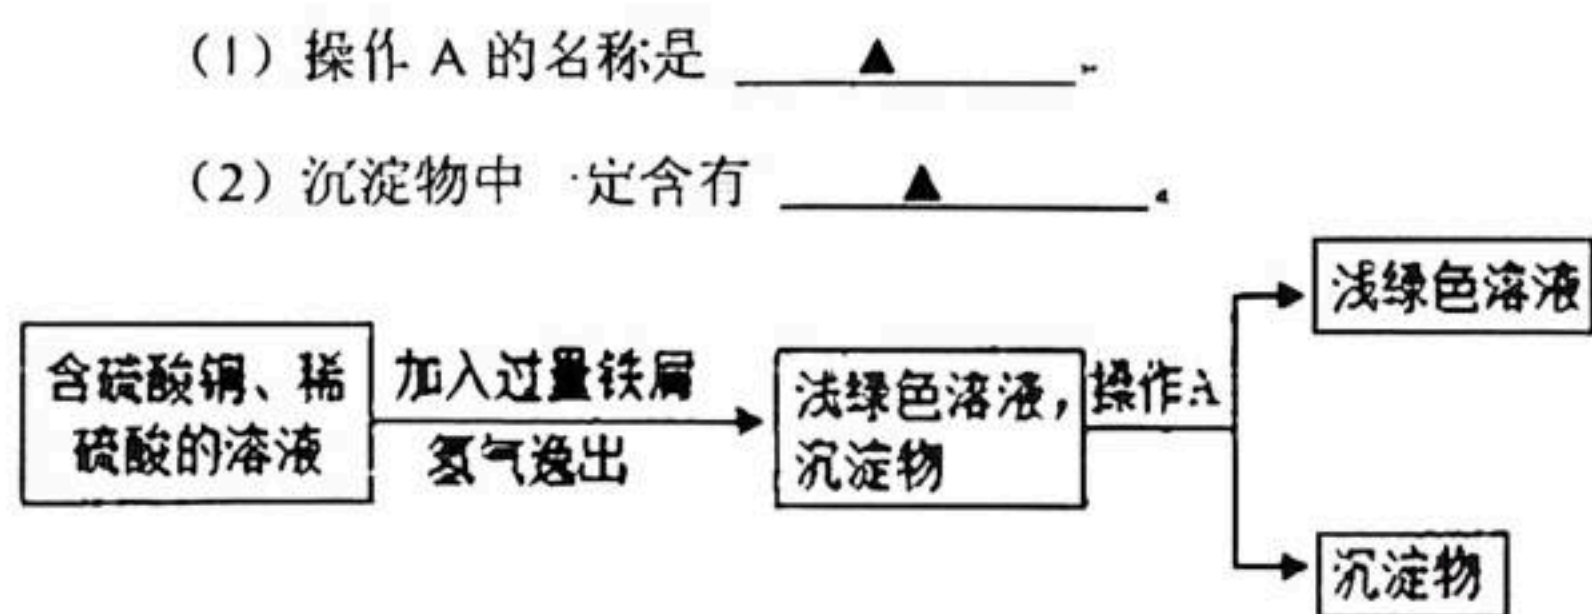 (1) 操作 A 的名称是 ▲ 。
(2) 沉淀物中 一定含有 ▲ 。
浅绿色溶液
含硫酸铜、稀
硫酸的溶液
加入过量铁屑
氢气逸出
浅绿色溶液,
沉淀物
操作A
沉淀物